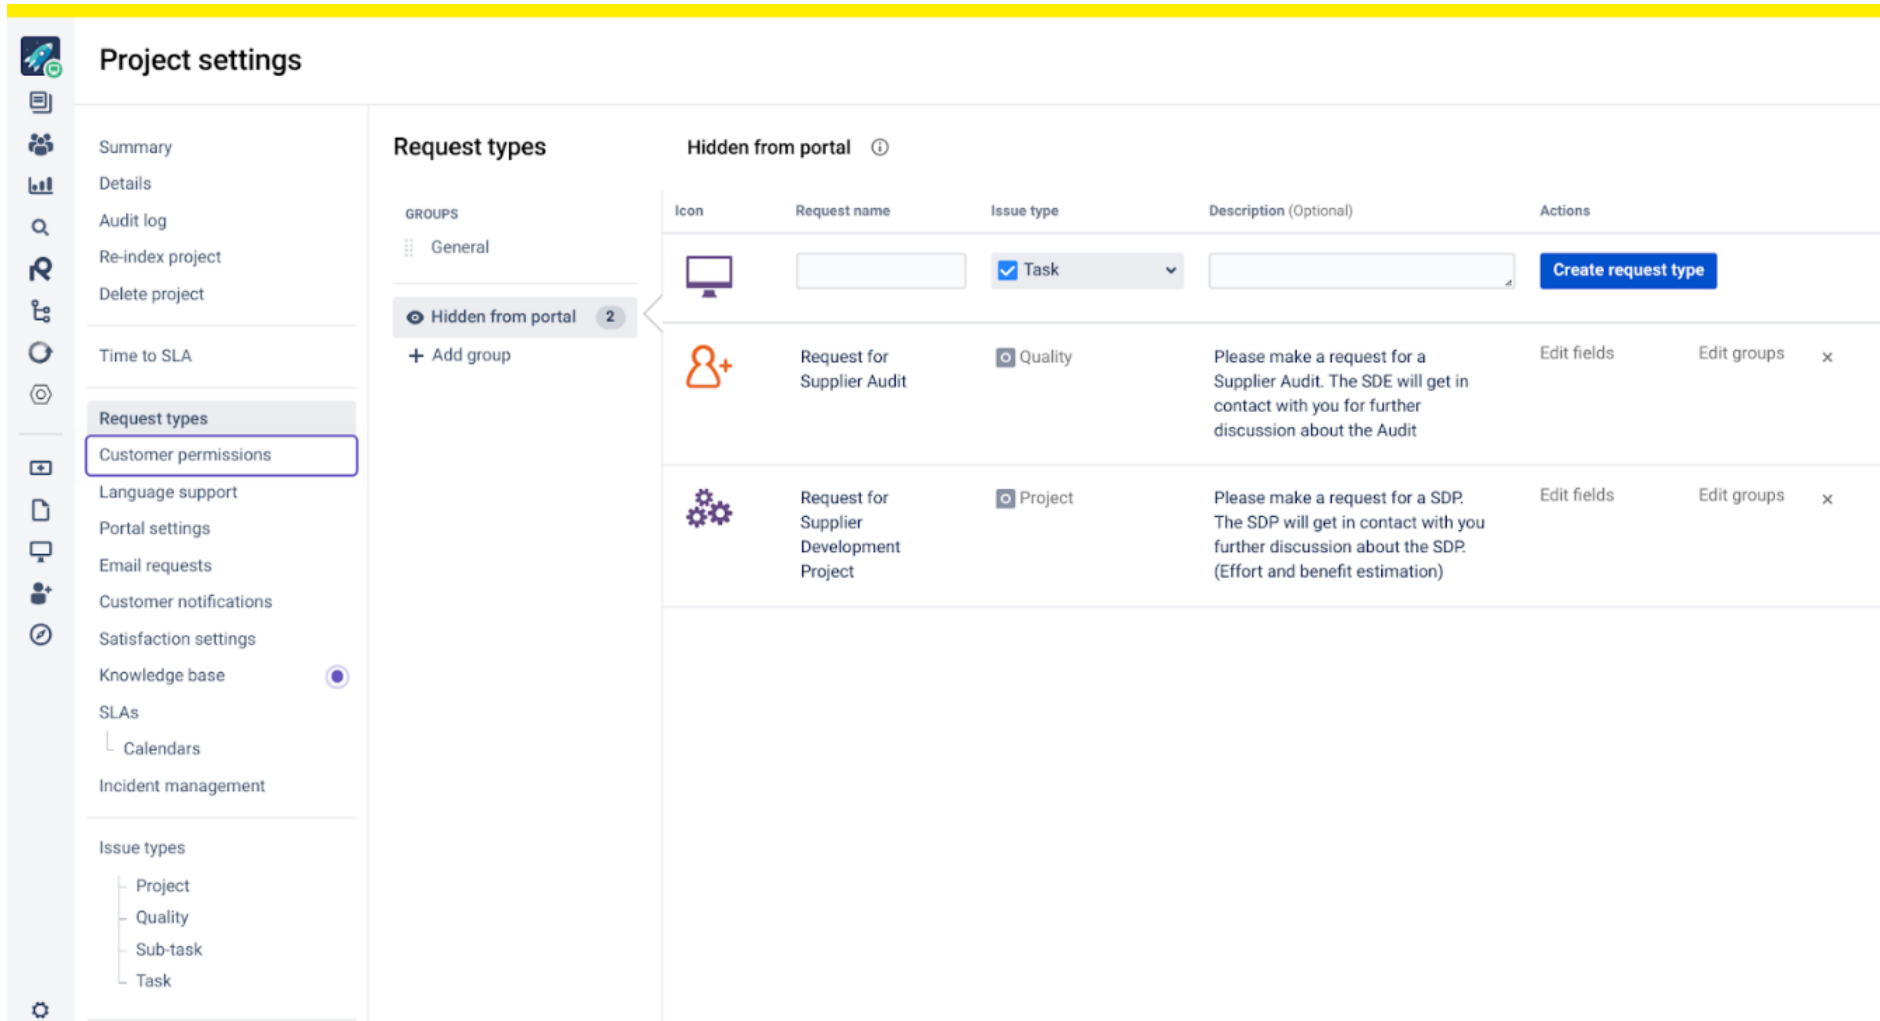 Project settings
Summary
Details
Audit log
Re-index project
Delete project
Time to SLA
Request types
Customer permissions
Language support
Portal settings
Email requests
Customer notifications
Satisfaction settings
Knowledge base
SLAs
Calendars
Incident management
Issue types
Project
Quality
Sub-task
Task
Request types
GROUPS
General
Hidden from portal 2
+ Add group
Hidden from portal
Icon Request name Issue type Description (Optional) Actions
Task Create request type
Request for
Supplier Audit
Quality
Please make a request for a
Supplier Audit. The SDE will get in
contact with you for further
discussion about the Audit
Edit fields Edit groups ×
Request for
Supplier
Development
Project
Project
Please make a request for a SDP.
The SDP will get in contact with you
further discussion about the SDP.
(Effort and benefit estimation)
Edit fields Edit groups ×